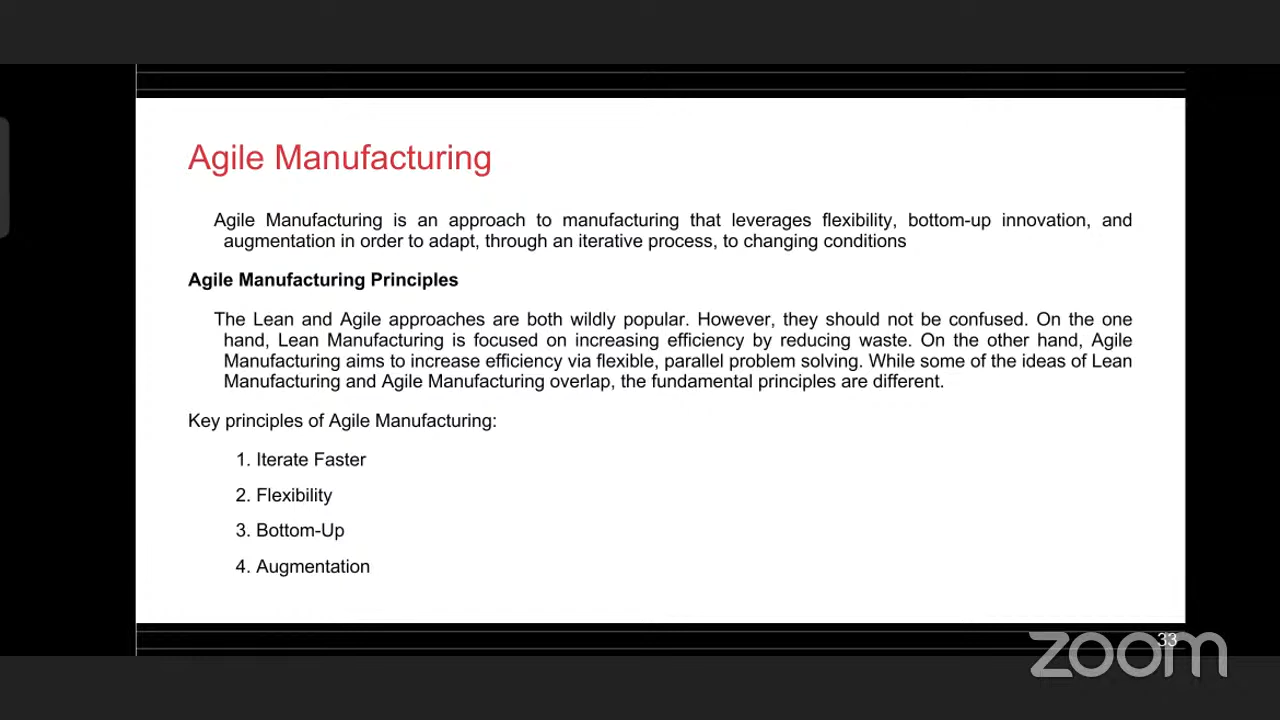 Agile Manufacturing
Agile Manufacturing is an approach to manufacturing that leverages flexibility, bottom-up innovation, and
augmentation in order to adapt, through an iterative process, to changing conditions
Agile Manufacturing Principles
The Lean and Agile approaches are both wildly popular. However, they should not be confused. On the one
hand, Lean Manufacturing is focused on increasing efficiency by reducing waste. On the other hand, Agile
Manufacturing aims to increase efficiency via flexible, parallel problem solving. While some of the ideas of Lean
Manufacturing and Agile Manufacturing overlap, the fundamental principles are different.
Key principles of Agile Manufacturing:
1. Iterate Faster
2. Flexibility
3. Bottom-Up
4. Augmentation
33
zoom